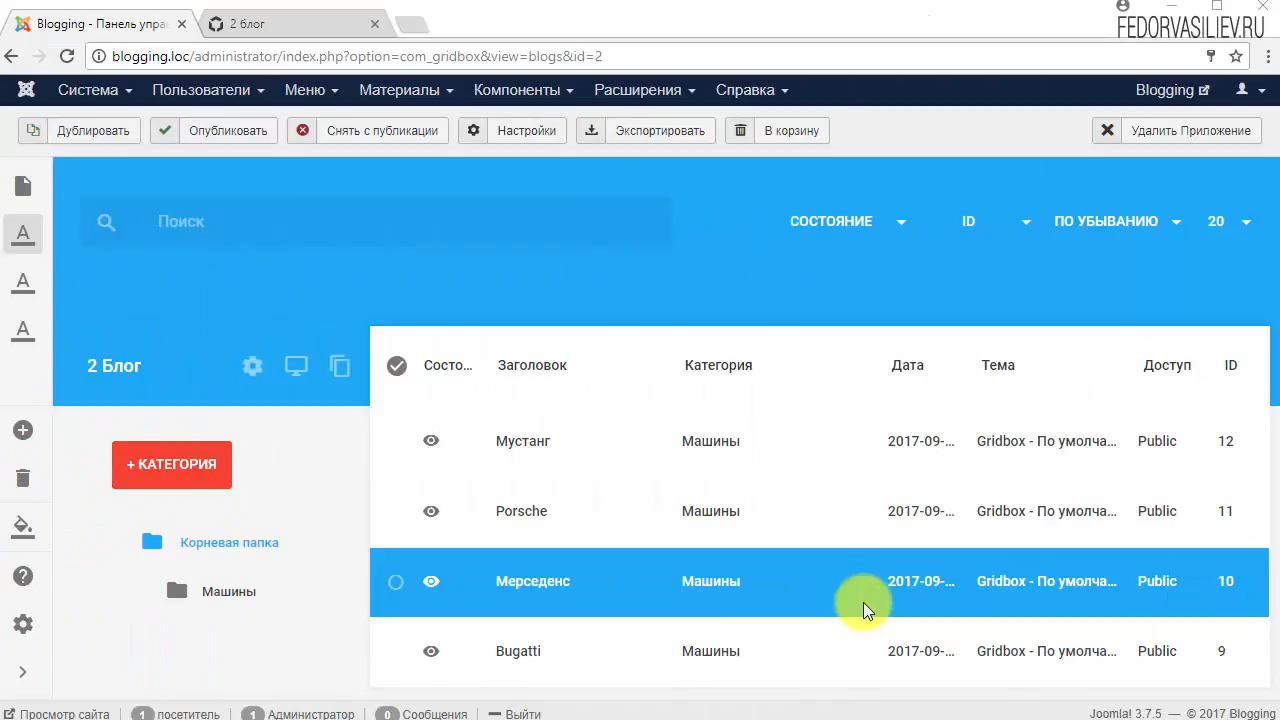 Blogging - Панель упра
2 блог
FEDORVASILIEV.RU
blogging.loc/administrator/index.php?option=com_gridbox&view=blogs&id=2
Система Пользователи Меню Материалы Компоненты Расширения Справка Blogging
Дублировать Опубликовать Снять с публикации Настройки Экспортировать В корзину Удалить Приложение
Поиск СОСТОЯНИЕ ID ПО УБЫВАНИЮ 20
2 Блог Состо... Заголовок Категория Дата Тема Доступ ID
Мустанг Машины 2017-09-... Gridbox - По умолча... Public 12
+ КАТЕГОРИЯ
Porsche Машины 2017-09-... Gridbox - По умолча... Public 11
Корневая папка
Мерседенс Машины 2017-09-... Gridbox - По умолча... Public 10
Машины
Bugatti Машины 2017-09-... Gridbox - По умолча... Public 9
Просмотр сайта 1 посетитель 1 Администратор 0 Сообщения Выйти Joomla! 3.7.5 — © 2017 Blogging